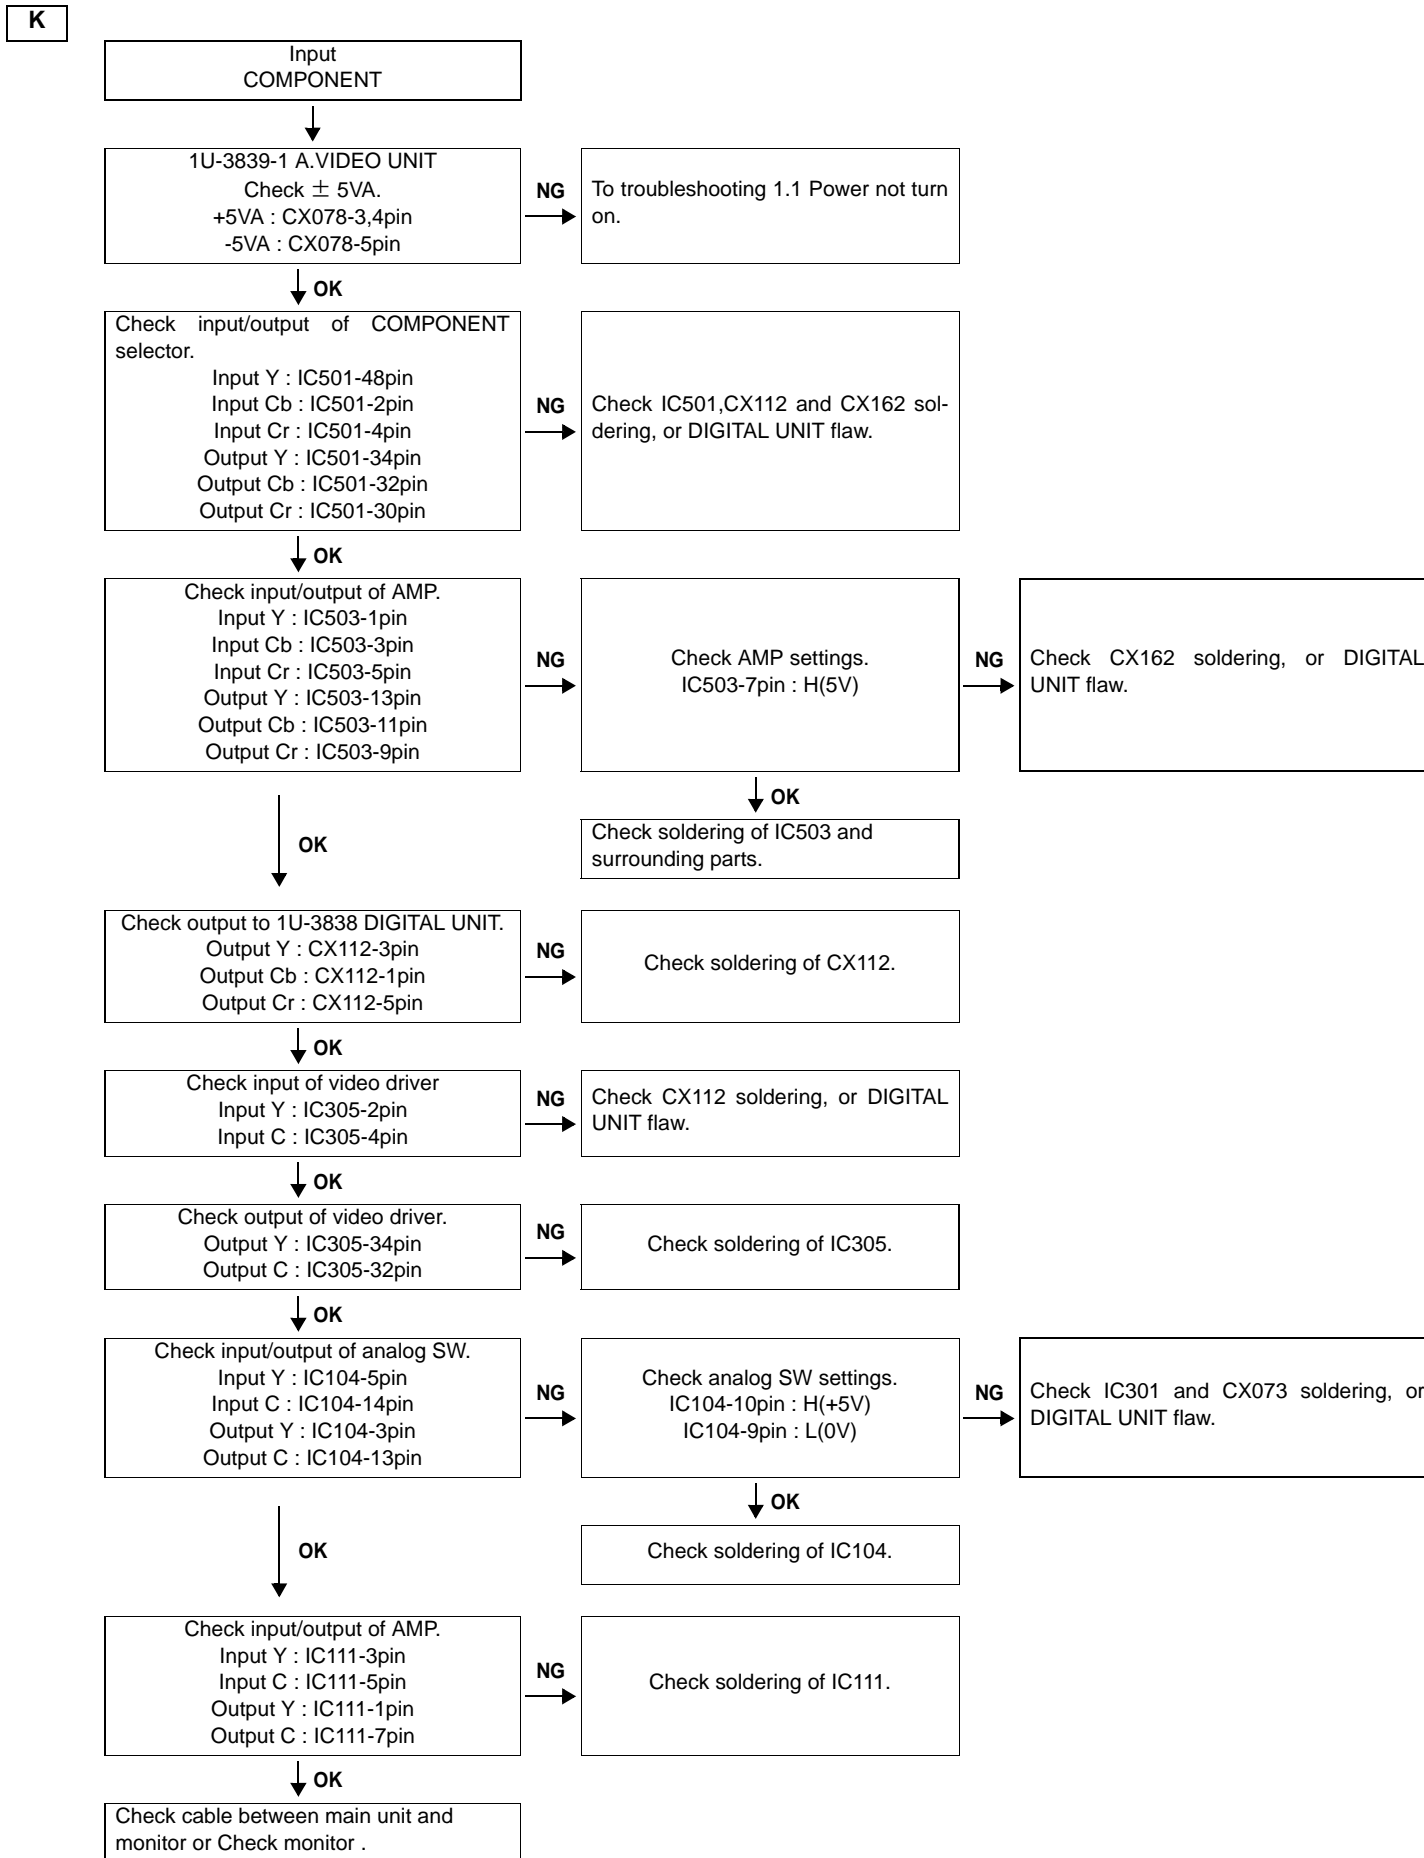 K
Input
COMPONENT
1U-3839-1 A.VIDEO UNIT
Check ± 5VA.
+5VA : CX078-3,4pin
-5VA : CX078-5pin
NG
To troubleshooting 1.1 Power not turn
on.
OK
Check input/output of COMPONENT
selector.
Input Y : IC501-48pin
Input Cb : IC501-2pin
Input Cr : IC501-4pin
Output Y : IC501-34pin
Output Cb : IC501-32pin
Output Cr : IC501-30pin
NG
Check IC501,CX112 and CX162 sol-
dering, or DIGITAL UNIT flaw.
OK
Check input/output of AMP.
Input Y : IC503-1pin
Input Cb : IC503-3pin
Input Cr : IC503-5pin
Output Y : IC503-13pin
Output Cb : IC503-11pin
Output Cr : IC503-9pin
NG
Check AMP settings.
IC503-7pin : H(5V)
NG
Check CX162 soldering, or DIGITAL
UNIT flaw.
OK
Check soldering of IC503 and
surrounding parts.
OK
Check output to 1U-3838 DIGITAL UNIT.
Output Y : CX112-3pin
Output Cb : CX112-1pin
Output Cr : CX112-5pin
NG
Check soldering of CX112.
OK
Check input of video driver
Input Y : IC305-2pin
Input C : IC305-4pin
NG
Check CX112 soldering, or DIGITAL
UNIT flaw.
OK
Check output of video driver.
Output Y : IC305-34pin
Output C : IC305-32pin
NG
Check soldering of IC305.
OK
Check input/output of analog SW.
Input Y : IC104-5pin
Input C : IC104-14pin
Output Y : IC104-3pin
Output C : IC104-13pin
NG
Check analog SW settings.
IC104-10pin : H(+5V)
IC104-9pin : L(0V)
NG
Check IC301 and CX073 soldering, or
DIGITAL UNIT flaw.
OK
Check soldering of IC104.
OK
Check input/output of AMP.
Input Y : IC111-3pin
Input C : IC111-5pin
Output Y : IC111-1pin
Output C : IC111-7pin
NG
Check soldering of IC111.
OK
Check cable between main unit and
monitor or Check monitor .